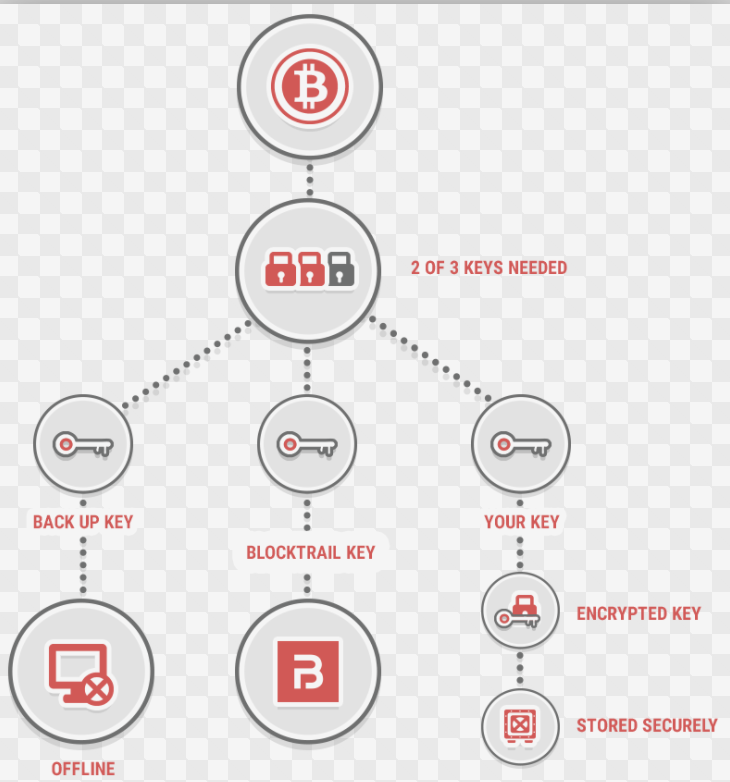 2 OF 3 KEYS NEEDED
BACK UP KEY
BLOCKTRAIL KEY
YOUR KEY
ENCRYPTED KEY
STORED SECURELY
OFFLINE